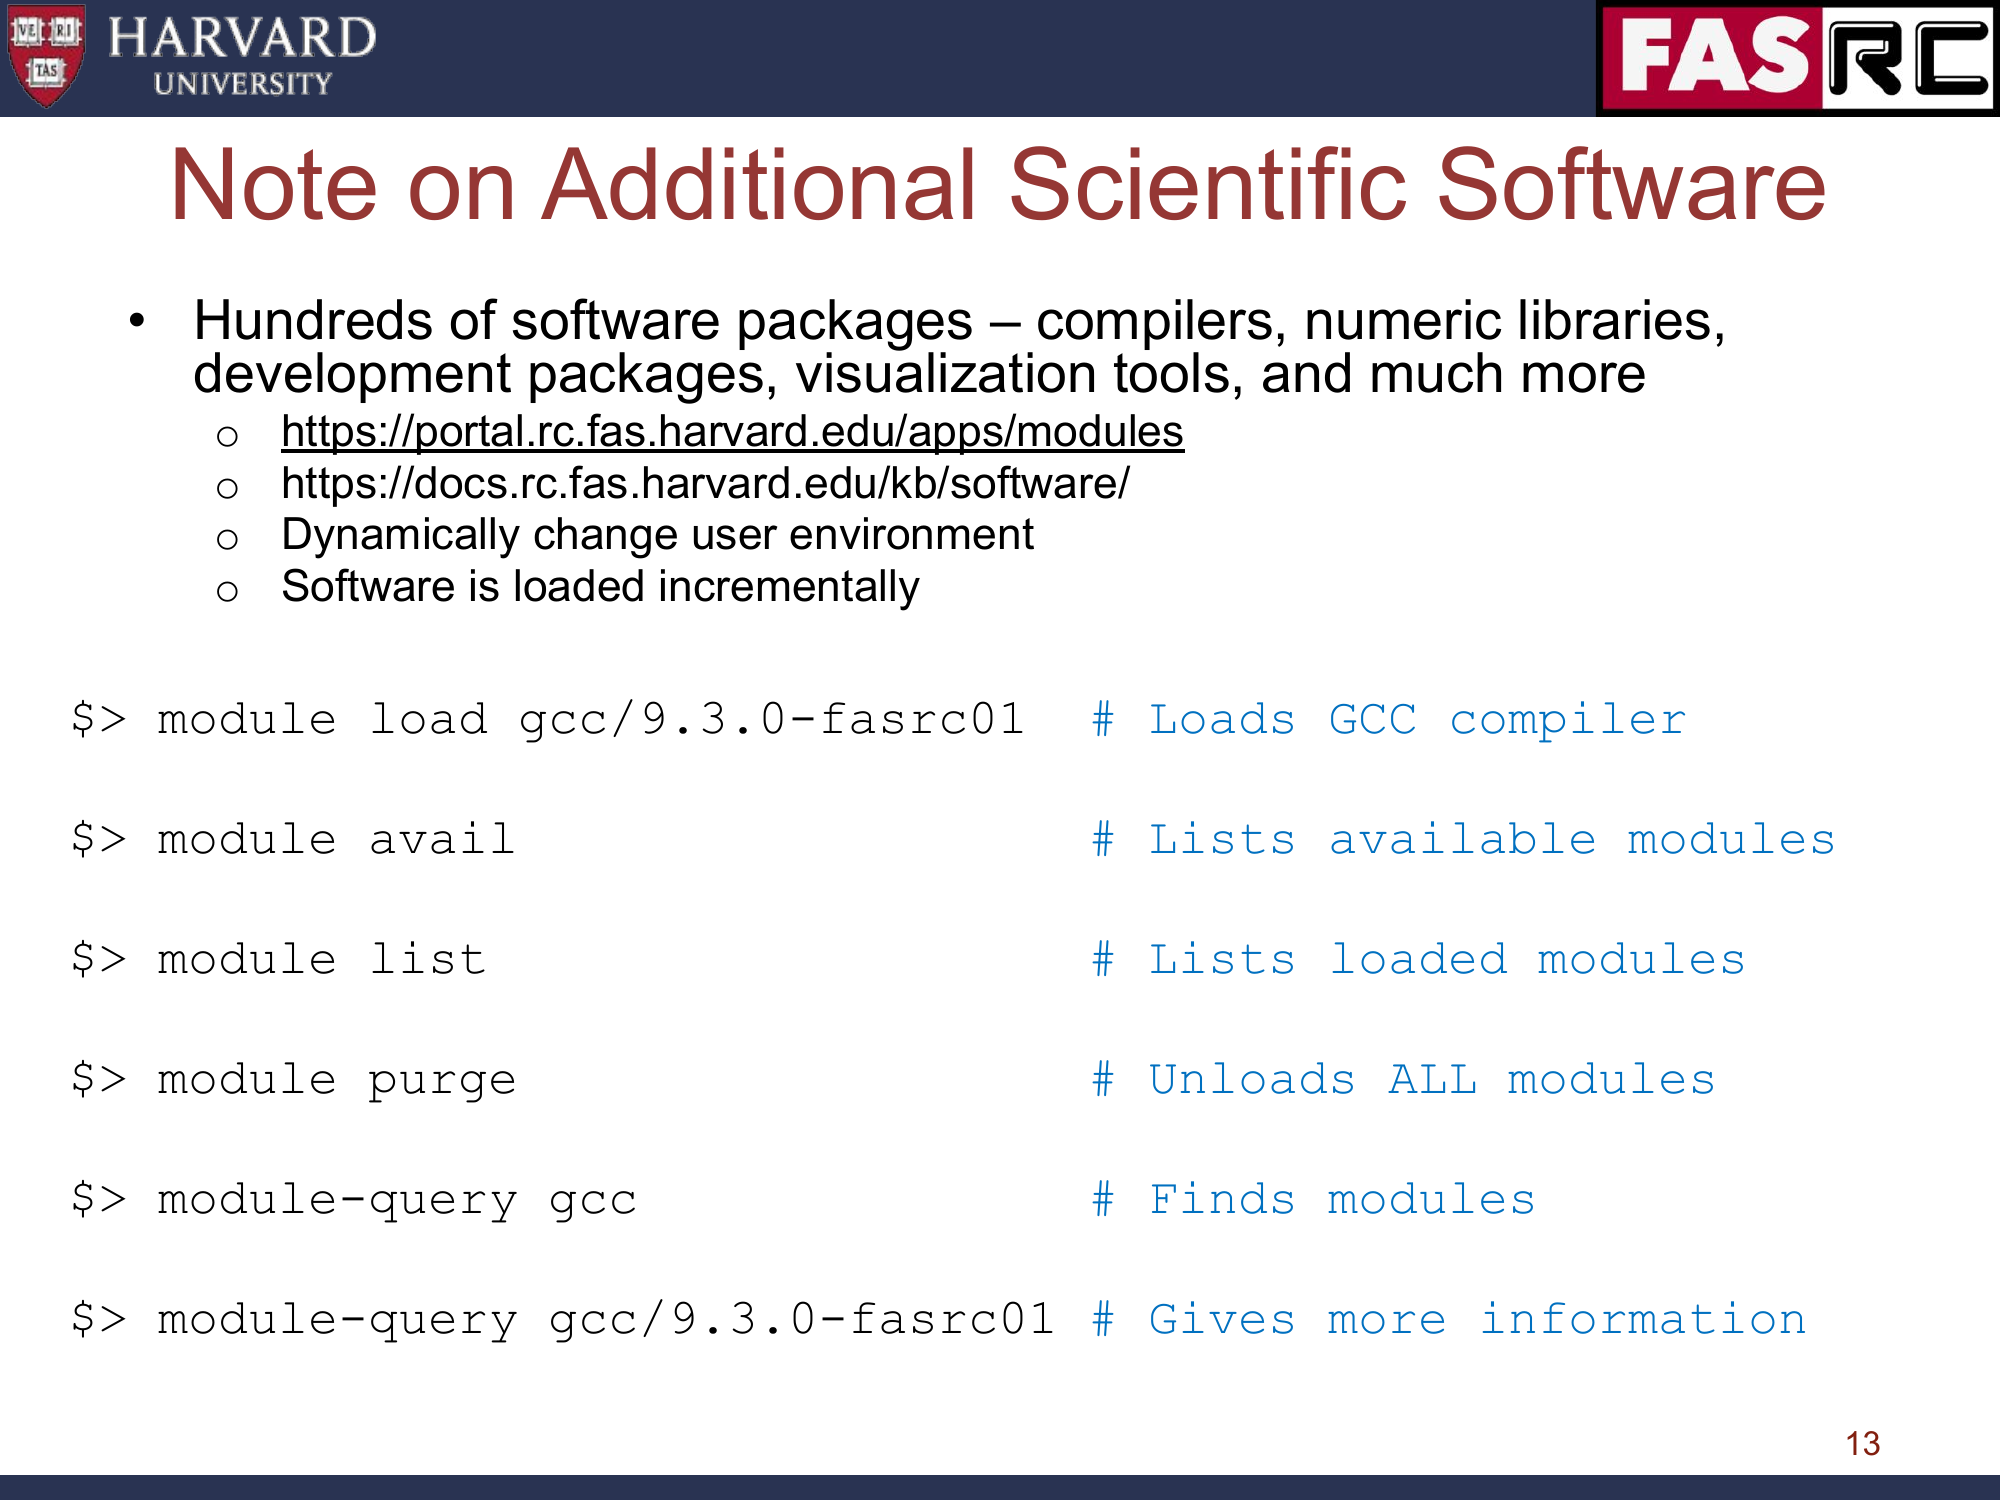 VE RI
TAS
HARVARD
UNIVERSITY
FAS RC
Note on Additional Scientific Software
• Hundreds of software packages – compilers, numeric libraries,
development packages, visualization tools, and much more
o https://portal.rc.fas.harvard.edu/apps/modules
o https://docs.rc.fas.harvard.edu/kb/software/
o Dynamically change user environment
o Software is loaded incrementally
$> module load gcc/9.3.0-fasrc01 # Loads GCC compiler
$> module avail # Lists available modules
$> module list # Lists loaded modules
$> module purge # Unloads ALL modules
$> module-query gcc # Finds modules
$> module-query gcc/9.3.0-fasrc01 # Gives more information
13